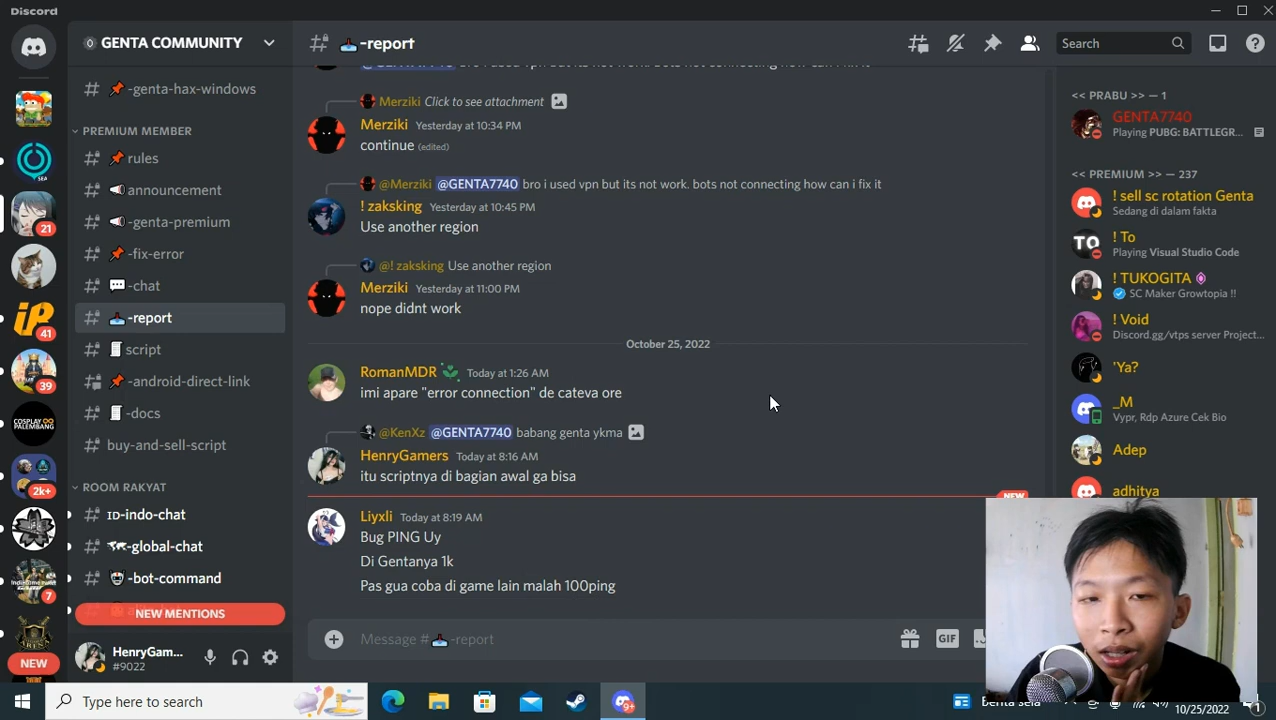 Discord
GENTA COMMUNITY
-report
Search
-genta-hax-windows
PREMIUM MEMBER
rules
announcement
-genta-premium
-fix-error
-chat
-report
script
-android-direct-link
-docs
buy-and-sell-script
ROOM RAKYAT
ID-indo-chat
-global-chat
-bot-command
NEW MENTIONS
HenryGam...
#9022
21
41
39
COSPLAY
PALEMBANG
2k+
7
NEW
Merziki Click to see attachment
Merziki Yesterday at 10:34 PM
continue (edited)
@Merziki @GENTA7740 bro i used vpn but its not work. bots not connecting how can i fix it
! zaksking Yesterday at 10:45 PM
Use another region
@! zaksking Use another region
Merziki Yesterday at 11:00 PM
nope didnt work
October 25, 2022
RomanMDR Today at 1:26 AM
imi apare "error connection" de cateva ore
@KenXz @GENTA7740 babang genta ykma
HenryGamers Today at 8:16 AM
itu scriptnya di bagian awal ga bisa
NEW
Liyxli Today at 8:19 AM
Bug PING Uy
Di Gentanya 1k
Pas gua coba di game lain malah 100ping
Message # -report
GIF
<< PRABU >> — 1
GENTA7740
Playing PUBG: BATTLEGR...
<< PREMIUM >> — 237
! sell sc rotation Genta
Sedang di dalam fakta
TO
! To
Playing Visual Studio Code
! TUKOGITA
SC Maker Growtopia !!
! Void
Discord.gg/vtps server Project...
'Ya?
_M
Vypr, Rdp Azure Cek Bio
Adep
adhitya
Type here to search
9+
10/25/2022
1